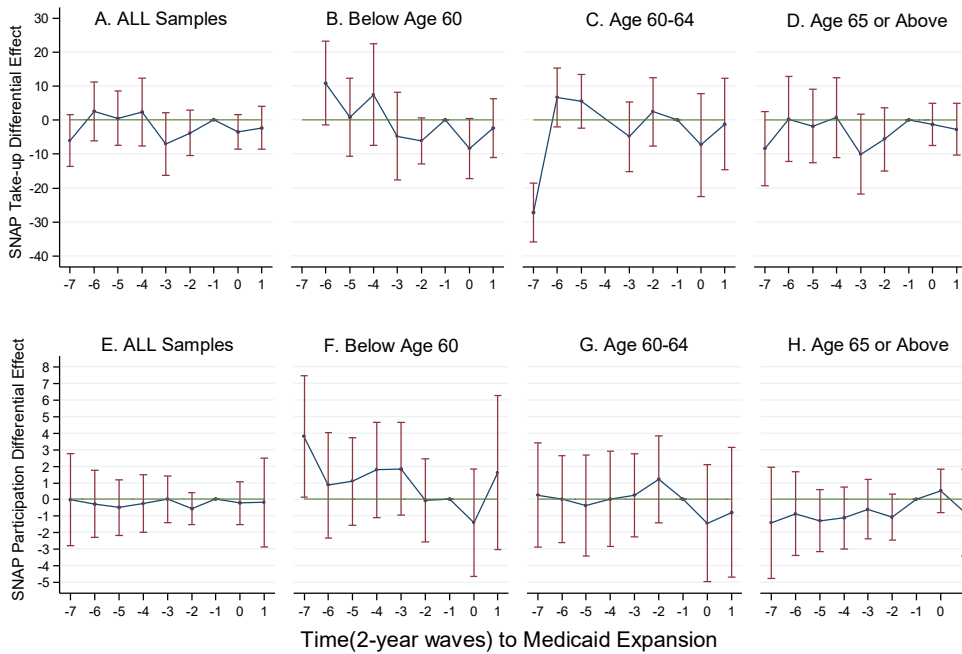 A. ALL Samples
B. Below Age 60
C. Age 60-64
D. Age 65 or Above
SNAP Take-up Differential Effect
30
20
10
0
-10
-20
-30
-40
-7 -6 -5 -4 -3 -2 -1 0 1
-7 -6 -5 -4 -3 -2 -1 0 1
-7 -6 -5 -4 -3 -2 -1 0 1
-7 -6 -5 -4 -3 -2 -1 0 1
E. ALL Samples
F. Below Age 60
G. Age 60-64
H. Age 65 or Above
SNAP Participation Differential Effect
8
7
6
5
4
3
2
1
0
-1
-2
-3
-4
-5
-7 -6 -5 -4 -3 -2 -1 0 1
-7 -6 -5 -4 -3 -2 -1 0 1
-7 -6 -5 -4 -3 -2 -1 0 1
-7 -6 -5 -4 -3 -2 -1 0
Time(2-year waves) to Medicaid Expansion